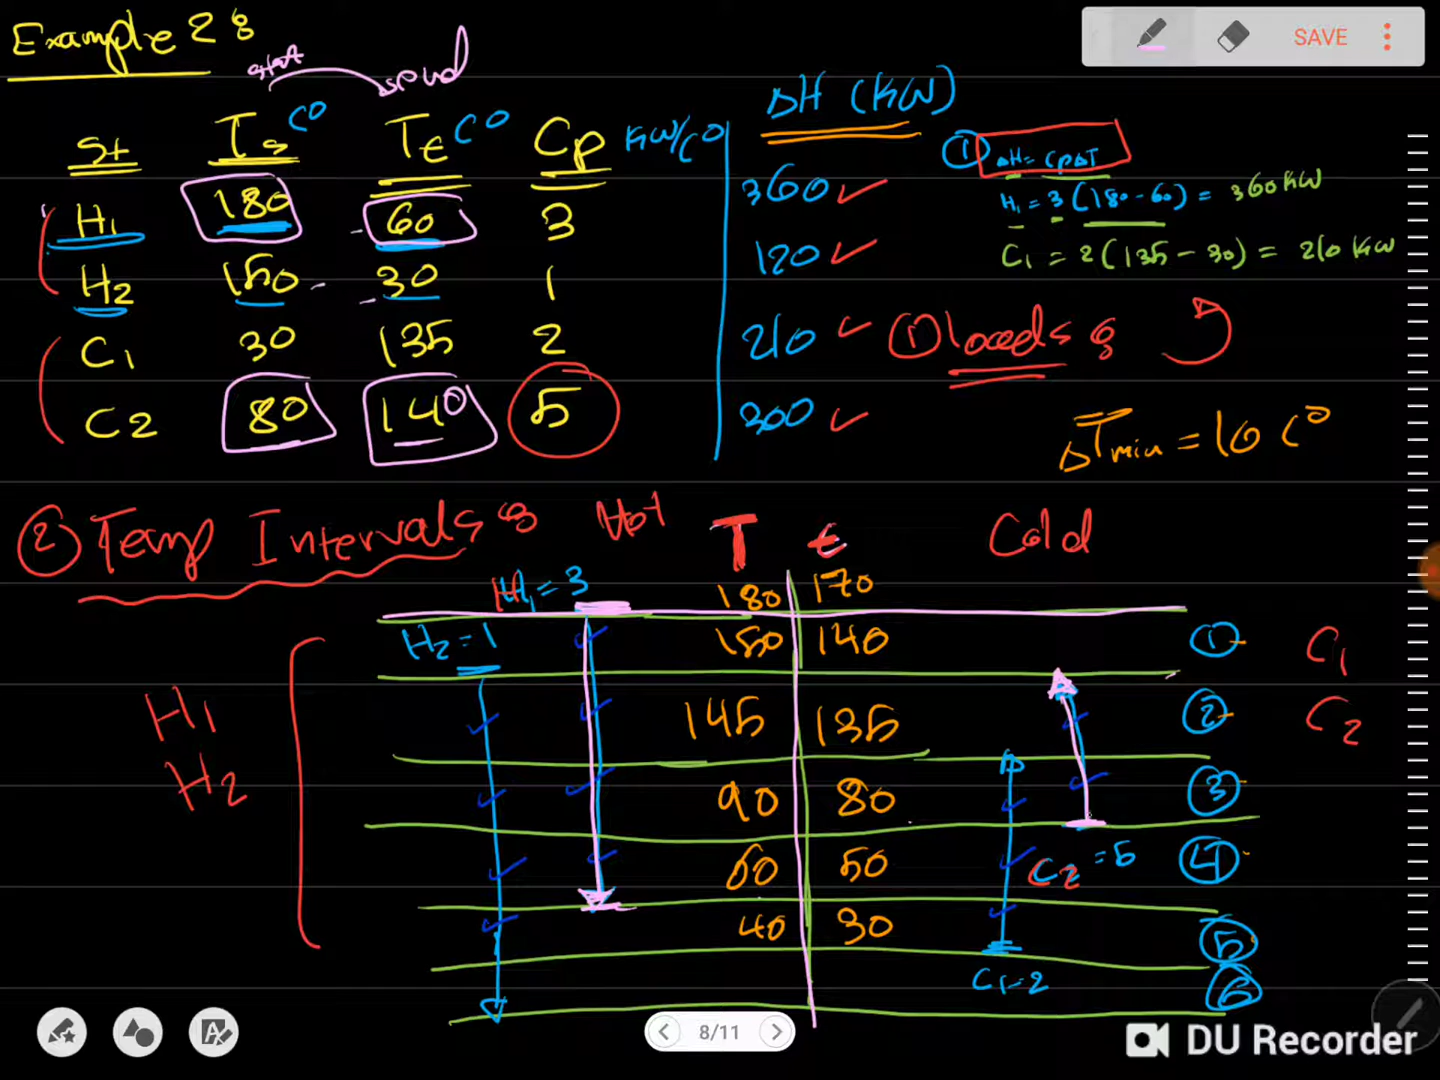 Example 2 :
start send
St Ts C° TE C° Cp KW/C° ΔH (KW)
H1 180 60 3 360 ✓
H2 150 30 1 120 ✓
C1 30 135 2 210 ✓
C2 80 140 5 300 ✓
① ΔH = CpΔT
H1 = 3 (180-60) = 360 KW
C1 = 2 (135-30) = 210 KW
① loads :
ΔTmin = 10 C°
② Temp Intervals : Hot T t Cold
H1 = 3 180 170
H2 = 1 150 140 ① C1
H1 145 135 ② C2
H2 90 80 ③
60 50 C2 = 5 ④
40 30 ⑤
C1-2 ⑥
SAVE
8/11
DU Recorder